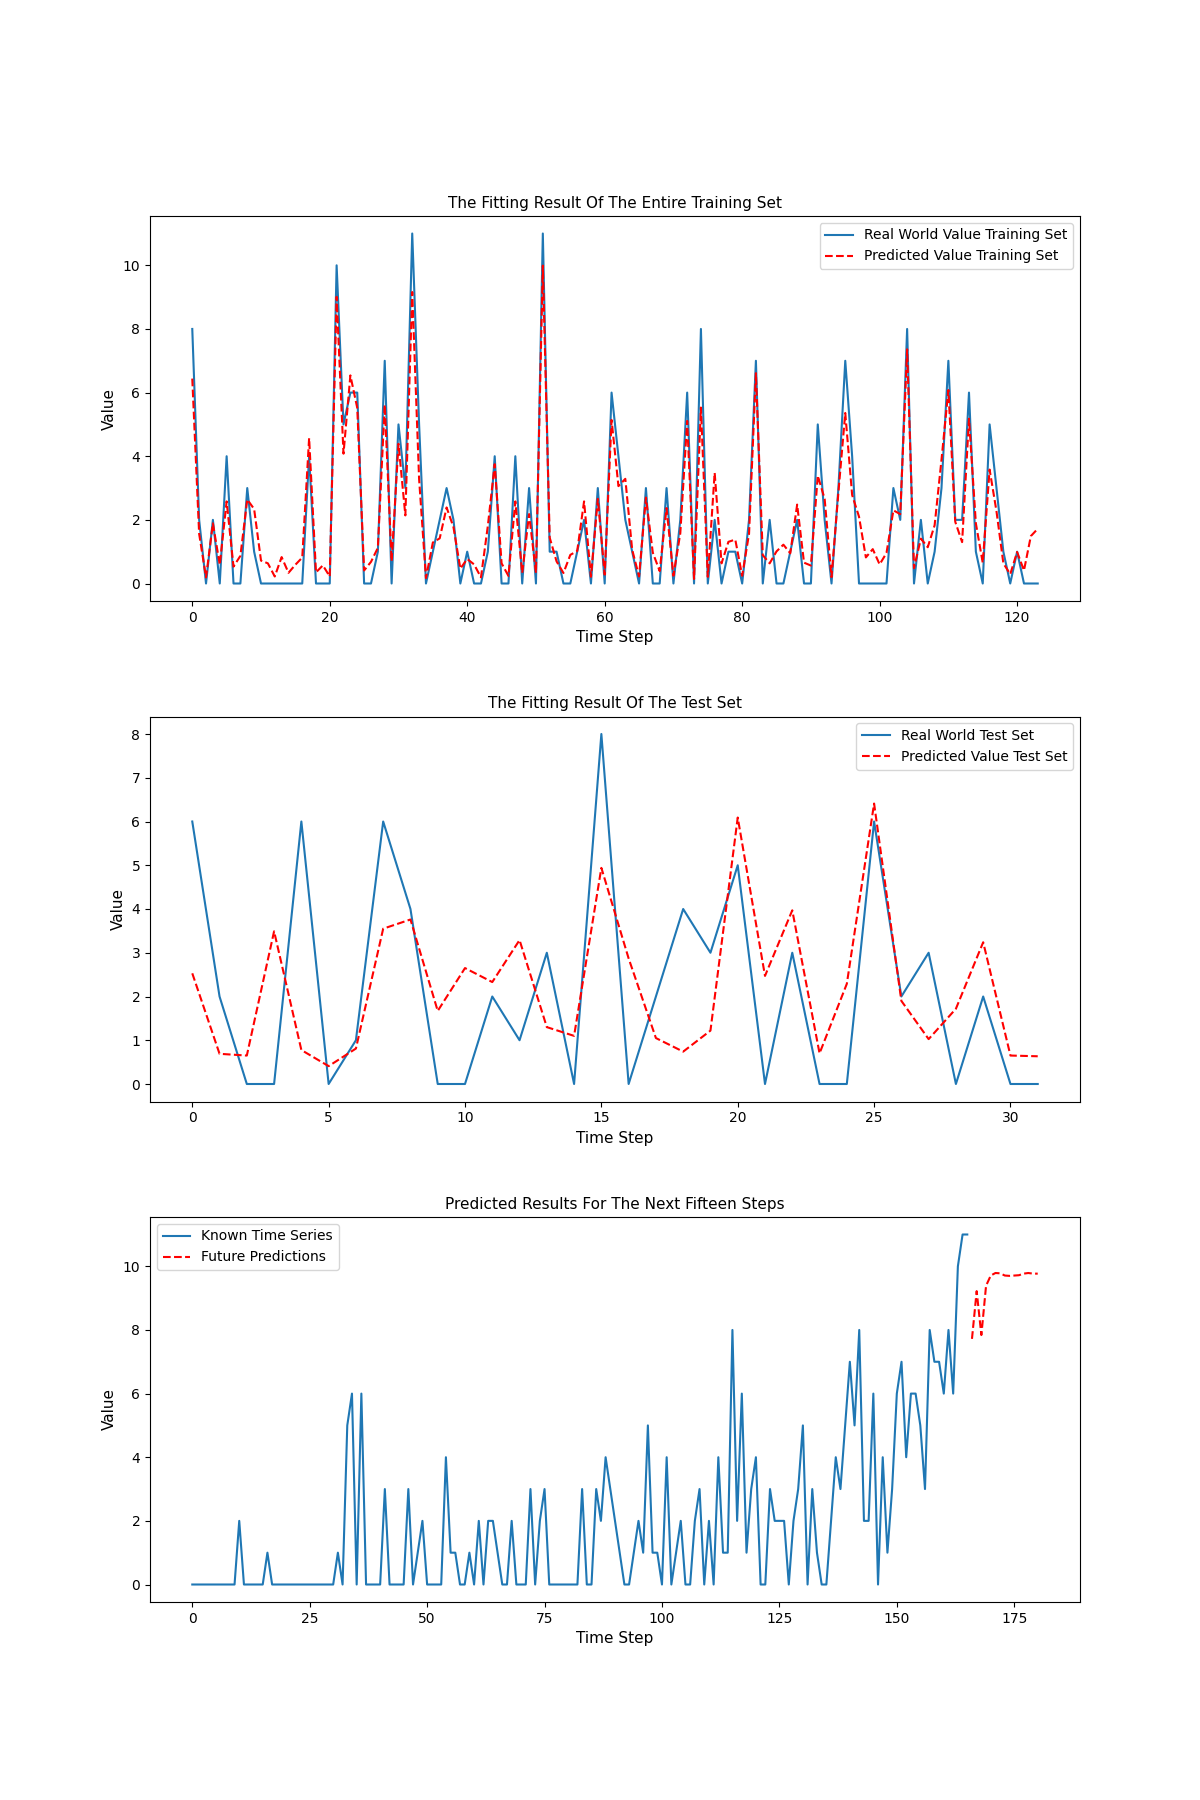 The Fitting Result Of The Entire Training Set
Real World Value Training Set
Predicted Value Training Set
10
8
6
4
2
0
Value
0 20 40 60 80 100 120
Time Step
The Fitting Result Of The Test Set
Real World Test Set
Predicted Value Test Set
8
7
6
5
4
3
2
1
0
Value
0 5 10 15 20 25 30
Time Step
Predicted Results For The Next Fifteen Steps
Known Time Series
Future Predictions
10
8
6
4
2
0
Value
0 25 50 75 100 125 150 175
Time Step